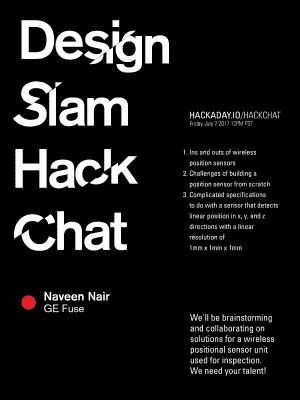 Design
Slam
Hack
Chat
HACKADAY.IO/HACKCHAT
Friday July 7 2017 12PM PST
1. Ins and outs of wireless
position sensors
2. Challenges of building a
position sensor from scratch
3. Complicated specifications
to do with a sensor that detects
linear position in x, y, and z
directions with a linear
resolution of
1mm x 1mm x 1mm
Naveen Nair
GE Fuse
We'll be brainstorming
and collaborating on
solutions for a wireless
positional sensor unit
used for inspection.
We need your talent!